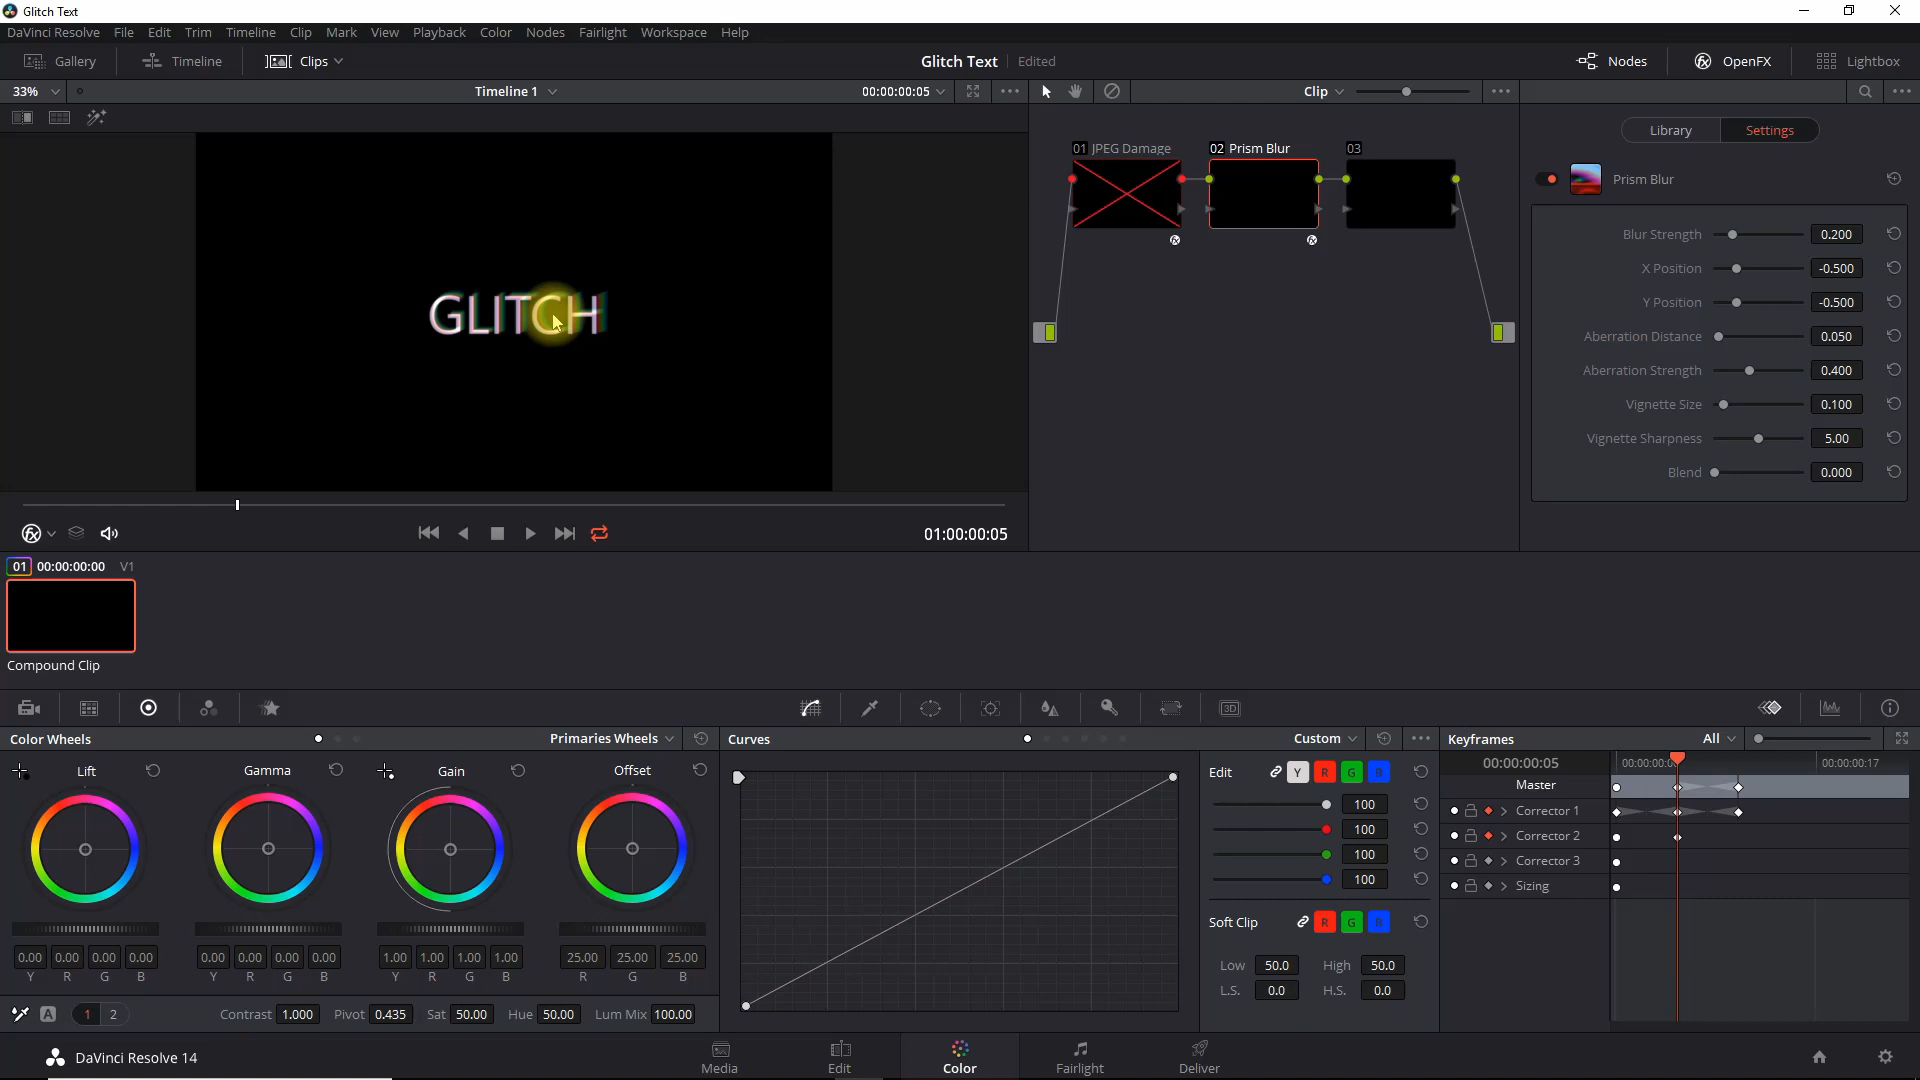 Glitch Text
DaVinci Resolve File Edit Trim Timeline Clip Mark View Playback Color Nodes Fairlight Workspace Help
Gallery Timeline Clips Glitch Text Edited Nodes OpenFX Lightbox
33% Timeline 1 00:00:00:05 Clip
Library Settings
01 JPEG Damage 02 Prism Blur 03
Prism Blur
Blur Strength 0.200
X Position -0.500
Y Position -0.500
Aberration Distance 0.050
Aberration Strength 0.400
Vignette Size 0.100
Vignette Sharpness 5.00
Blend 0.000
GLITCH
01:00:00:05
01 00:00:00:00 V1
Compound Clip
Color Wheels Primaries Wheels Curves Custom Keyframes All
Lift Gamma Gain Offset
0.00 0.00 0.00 0.00 0.00 0.00 0.00 0.00 1.00 1.00 1.00 1.00 25.00 25.00 25.00
Y R G B Y R G B Y R G B R G B
A 1 2 Contrast 1.000 Pivot 0.435 Sat 50.00 Hue 50.00 Lum Mix 100.00
Edit Y R G B
100
100
100
100
Soft Clip R G B
Low 50.0 High 50.0
L.S. 0.0 H.S. 0.0
00:00:00:05 00:00:00:0 00:00:00:17
Master
Corrector 1
Corrector 2
Corrector 3
Sizing
3D
DaVinci Resolve 14 Media Edit Color Fairlight Deliver